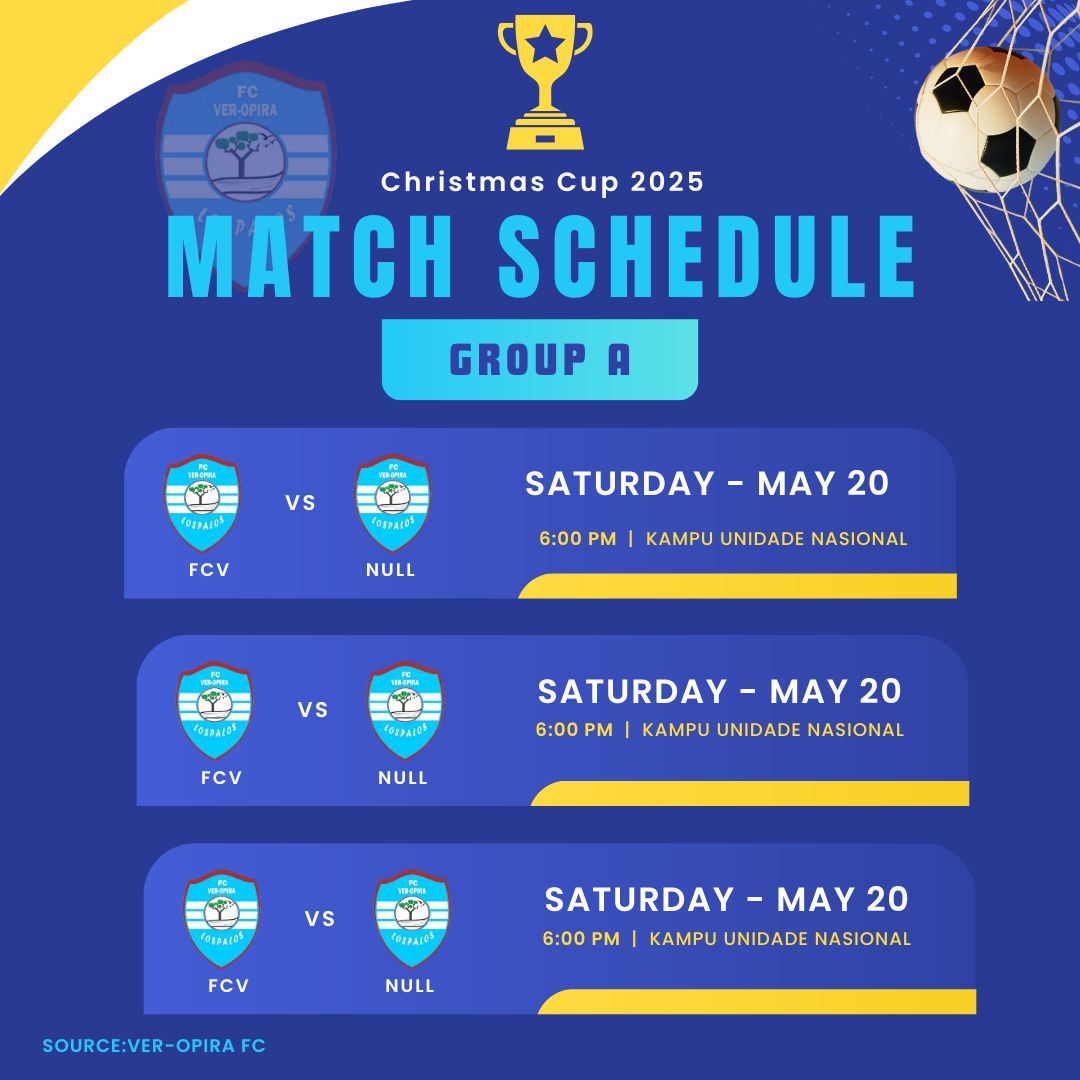 FC
VER-OPIRA
LOSPALOS
Christmas Cup 2025
MATCH SCHEDULE
GROUP A
FC
VER-OPIRA
LOSPALOS
FCV
VS
FC
VER-OPIRA
LOSPALOS
NULL
SATURDAY - MAY 20
6:00 PM | KAMPU UNIDADE NASIONAL
FC
VER-OPIRA
LOSPALOS
FCV
VS
FC
VER-OPIRA
LOSPALOS
NULL
SATURDAY - MAY 20
6:00 PM | KAMPU UNIDADE NASIONAL
FC
VER-OPIRA
LOSPALOS
FCV
VS
FC
VER-OPIRA
LOSPALOS
NULL
SATURDAY - MAY 20
6:00 PM | KAMPU UNIDADE NASIONAL
SOURCE:VER-OPIRA FC